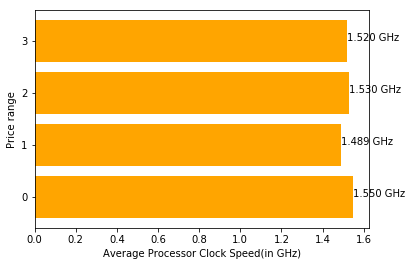 3
1.520 GHz
2
1.530 GHz
Price range
1
1.489 GHz
0
1.550 GHz
0.0 0.2 0.4 0.6 0.8 1.0 1.2 1.4 1.6
Average Processor Clock Speed(in GHz)